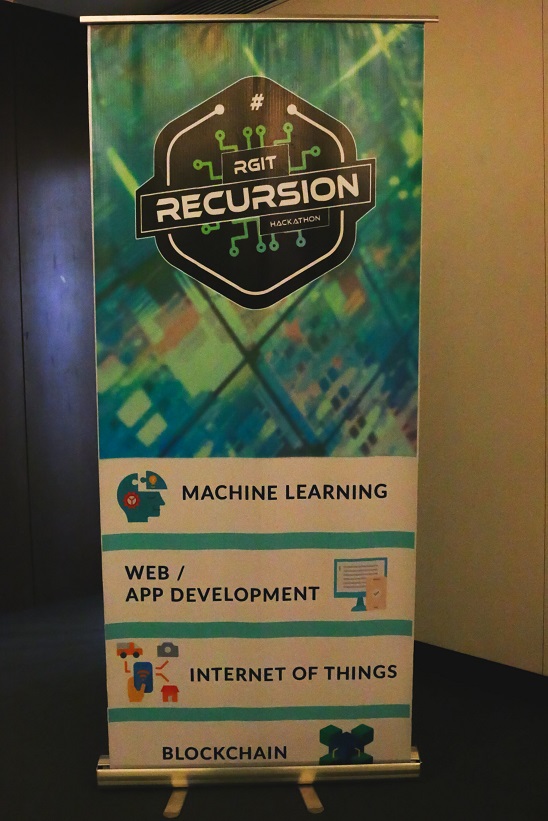 #
RGIT
RECURSION
HACKATHON
MACHINE LEARNING
WEB /
APP DEVELOPMENT
INTERNET OF THINGS
BLOCKCHAIN